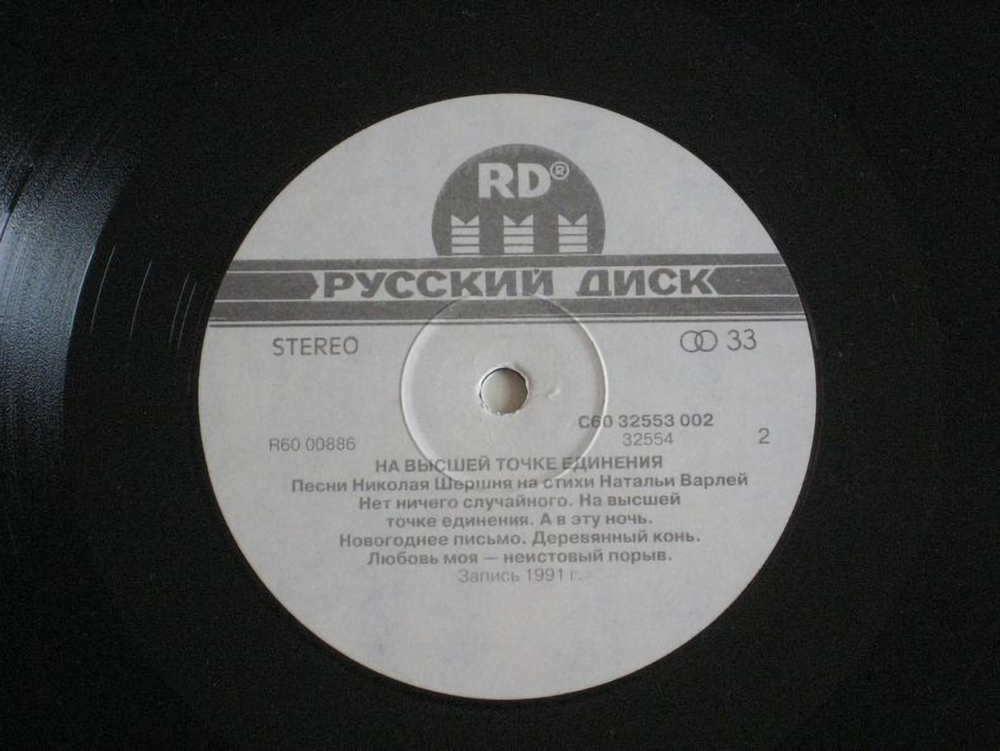 RD®
РУССКИЙ ДИСК
STEREO
33
С60 32553 002
R60 00886
32554
2
НА ВЫСШЕЙ ТОЧКЕ ЕДИНЕНИЯ
Песни Николая Шершня на стихи Натальи Варлей
Нет ничего случайного. На высшей
точке единения. А в эту ночь.
Новогоднее письмо. Деревянный конь.
Любовь моя — неистовый порыв.
Запись 1991 г.